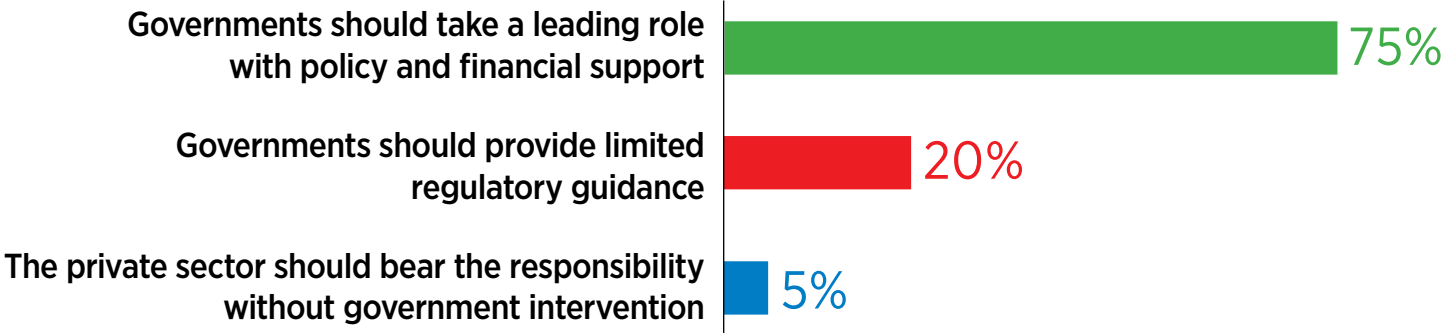 Governments should take a leading role
with policy and financial support
75%
Governments should provide limited
regulatory guidance
20%
The private sector should bear the responsibility
without government intervention
5%